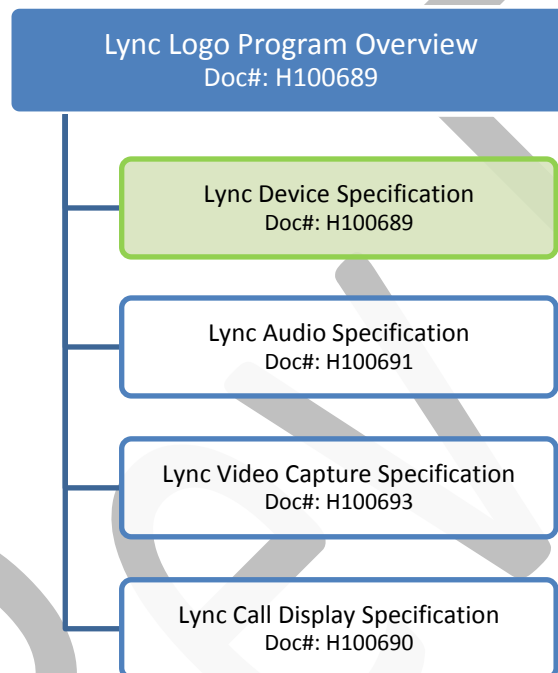 Lync Logo Program Overview
Doc#: H100689
Lync Device Specification
Doc#: H100689
Lync Audio Specification
Doc#: H100691
Lync Video Capture Specification
Doc#: H100693
Lync Call Display Specification
Doc#: H100690